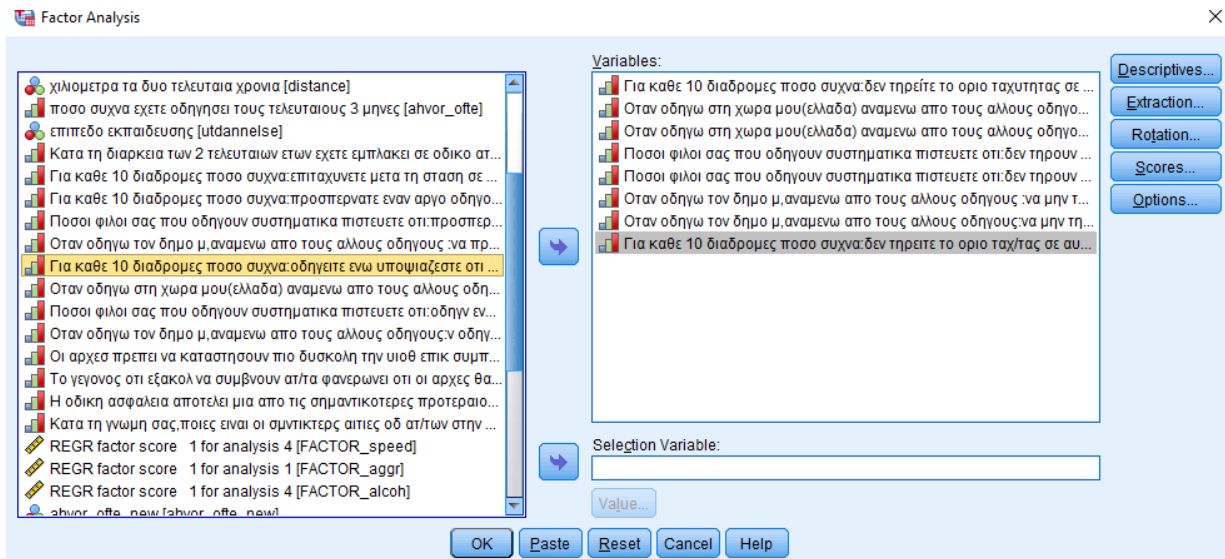 Factor Analysis
χιλιομετρα τα δυο τελευταια χρονια [distance]
ποσο συχνα εχετε οδηγησει τους τελευταιους 3 μηνες [ahvor_ofte]
επιπεδο εκπαιδευσης [utdannelse]
Κατα τη διαρκεια των 2 τελευταιων ετων εχετε εμπλακει σε οδικο ατ...
Για καθε 10 διαδρομες ποσο συχνα:επιταχυνετε μετα τη σταση σε ...
Για καθε 10 διαδρομες ποσο συχνα:προσπερνατε εναν αργο οδηγο...
Ποσοι φιλοι σας που οδηγουν συστηματικα πιστευετε οτι:προσπερ...
Οταν οδηγω τον δημο μ,αναμενω απο τους αλλους οδηγους :να πρ...
Για καθε 10 διαδρομες ποσο συχνα:οδηγειτε ενω υποψιαζεστε οτι ...
Οταν οδηγω στη χωρα μου(ελλαδα) αναμενω απο τους αλλους οδη...
Ποσοι φιλοι σας που οδηγουν συστηματικα πιστευετε οτι:οδηγν εν...
Οταν οδηγω τον δημο μ,αναμενω απο τους αλλους οδηγους:ν οδηγ...
Οι αρχεσ πρεπει να καταστησουν πιο δυσκολη την υιοθ επικ συμπ...
Το γεγονος οτι εξακολ να συμβνουν ατ/τα φανερωνει οτι οι αρχες θα...
Η οδικη ασφαλεια αποτελει μια απο τις σημαντικοτερες προτεραιο...
Κατα τη γνωμη σας,ποιες ειναι οι σμντικτερς αιτιες οδ ατ/των στην ...
REGR factor score 1 for analysis 4 [FACTOR_speed]
REGR factor score 1 for analysis 1 [FACTOR_aggr]
REGR factor score 1 for analysis 4 [FACTOR_alcoh]
ahvor_ofte_new [ahvor_ofte_new]
Variables:
Για καθε 10 διαδρομες ποσο συχνα:δεν τηρείτε το οριο ταχυτητας σε ...
Οταν οδηγω στη χωρα μου(ελλαδα) αναμενω απο τους αλλους οδηγο...
Οταν οδηγω στη χωρα μου(ελλαδα) αναμενω απο τους αλλους οδηγο...
Ποσοι φιλοι σας που οδηγουν συστηματικα πιστευετε οτι:δεν τηρουν ...
Ποσοι φιλοι σας που οδηγουν συστηματικα πιστευετε οτι:δεν τηρουν ...
Οταν οδηγω τον δημο μ,αναμενω απο τους αλλους οδηγους :να μην τ...
Οταν οδηγω τον δημο μ,αναμενω απο τους αλλους οδηγους:να μην τη...
Για καθε 10 διαδρομες ποσο συχνα:δεν τηρειτε το οριο ταχ/τας σε αυ...
Selection Variable:
Value...
Descriptives...
Extraction...
Rotation...
Scores...
Options...
OK Paste Reset Cancel Help